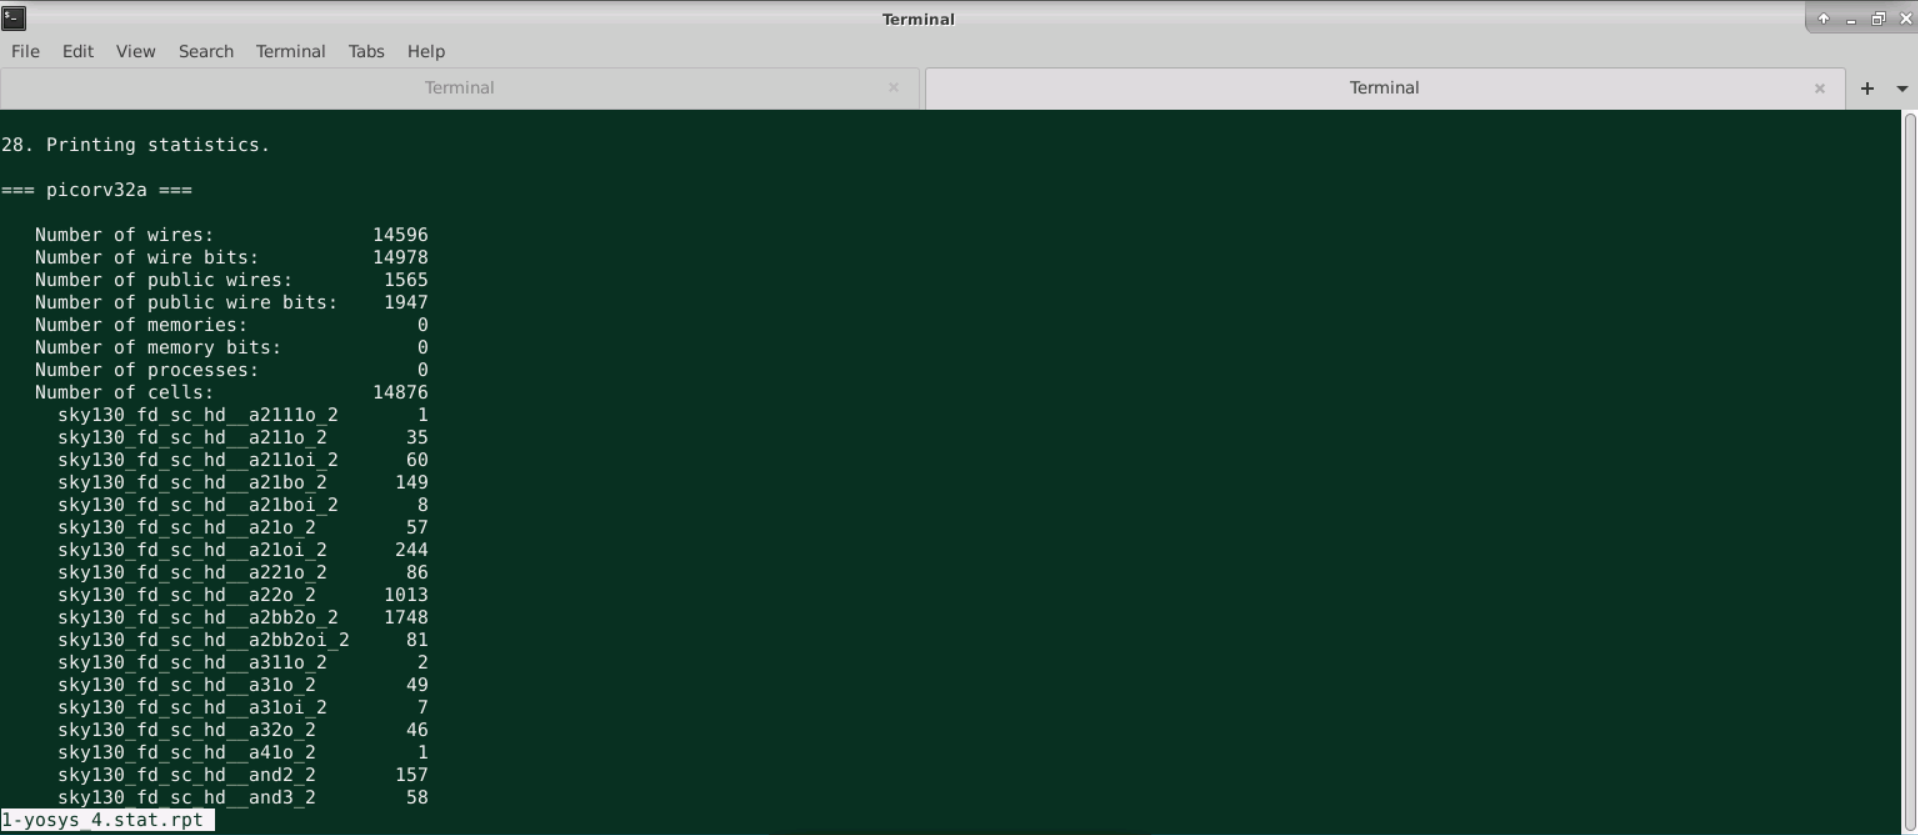 Terminal
File Edit View Search Terminal Tabs Help
Terminal
Terminal
28. Printing statistics.
=== picorv32a ===
Number of wires: 14596
Number of wire bits: 14978
Number of public wires: 1565
Number of public wire bits: 1947
Number of memories: 0
Number of memory bits: 0
Number of processes: 0
Number of cells: 14876
sky130_fd_sc_hd__a2111o_2 1
sky130_fd_sc_hd__a211o_2 35
sky130_fd_sc_hd__a211oi_2 60
sky130_fd_sc_hd__a21bo_2 149
sky130_fd_sc_hd__a21boi_2 8
sky130_fd_sc_hd__a21o_2 57
sky130_fd_sc_hd__a21oi_2 244
sky130_fd_sc_hd__a221o_2 86
sky130_fd_sc_hd__a22o_2 1013
sky130_fd_sc_hd__a2bb2o_2 1748
sky130_fd_sc_hd__a2bb2oi_2 81
sky130_fd_sc_hd__a311o_2 2
sky130_fd_sc_hd__a31o_2 49
sky130_fd_sc_hd__a31oi_2 7
sky130_fd_sc_hd__a32o_2 46
sky130_fd_sc_hd__a41o_2 1
sky130_fd_sc_hd__and2_2 157
sky130_fd_sc_hd__and3_2 58
1-yosys_4.stat.rpt